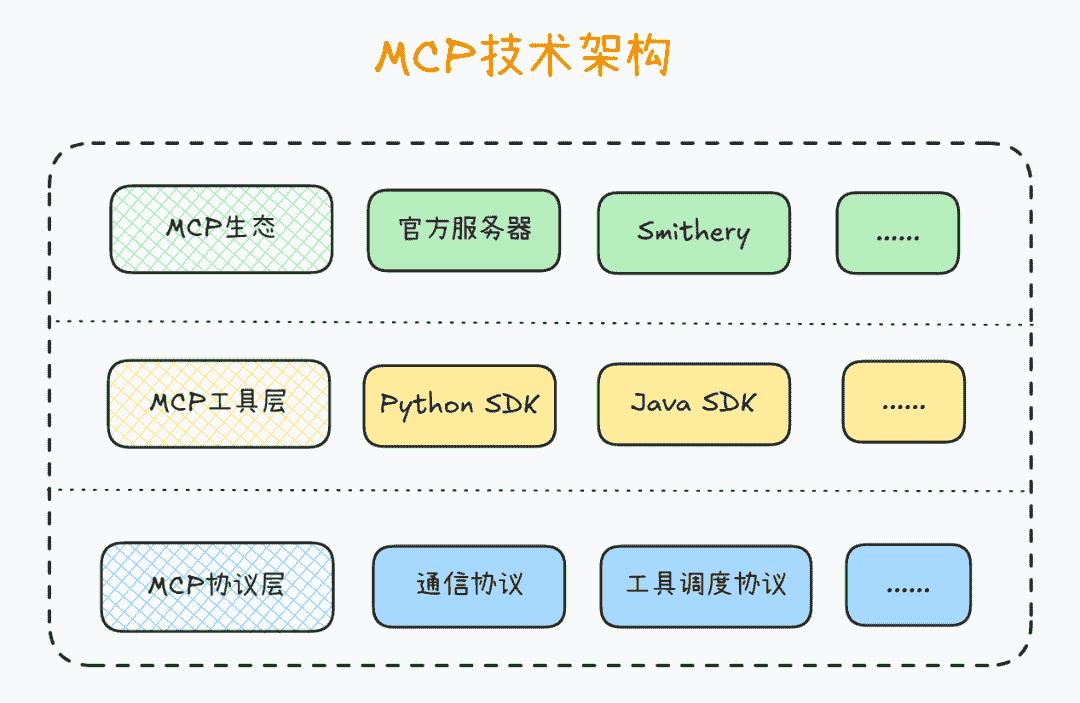 MCP技术架构
MCP生态
官方服务器
Smithery
......
MCP工具层
Python SDK
Java SDK
......
MCP协议层
通信协议
工具调度协议
......